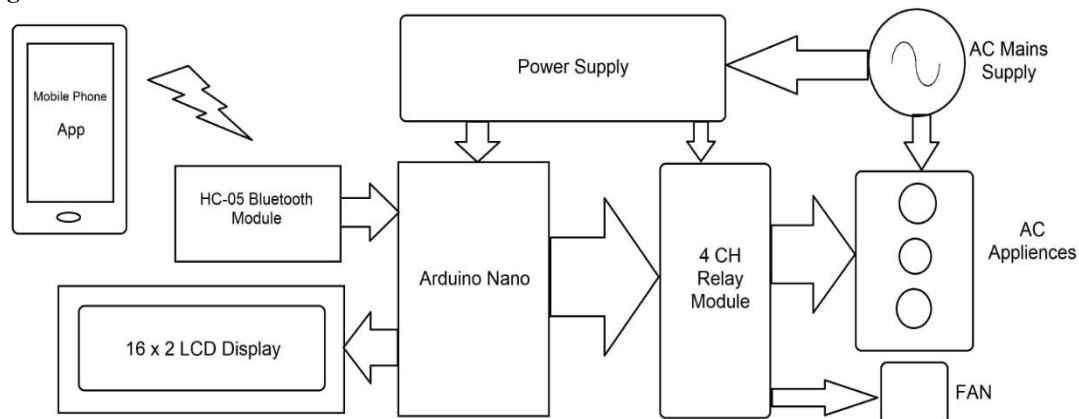 Mobile Phone
App
Power Supply
AC Mains
Supply
HC-05 Bluetooth
Module
Arduino Nano
4 CH
Relay
Module
AC
Appliences
16 x 2 LCD Display
FAN